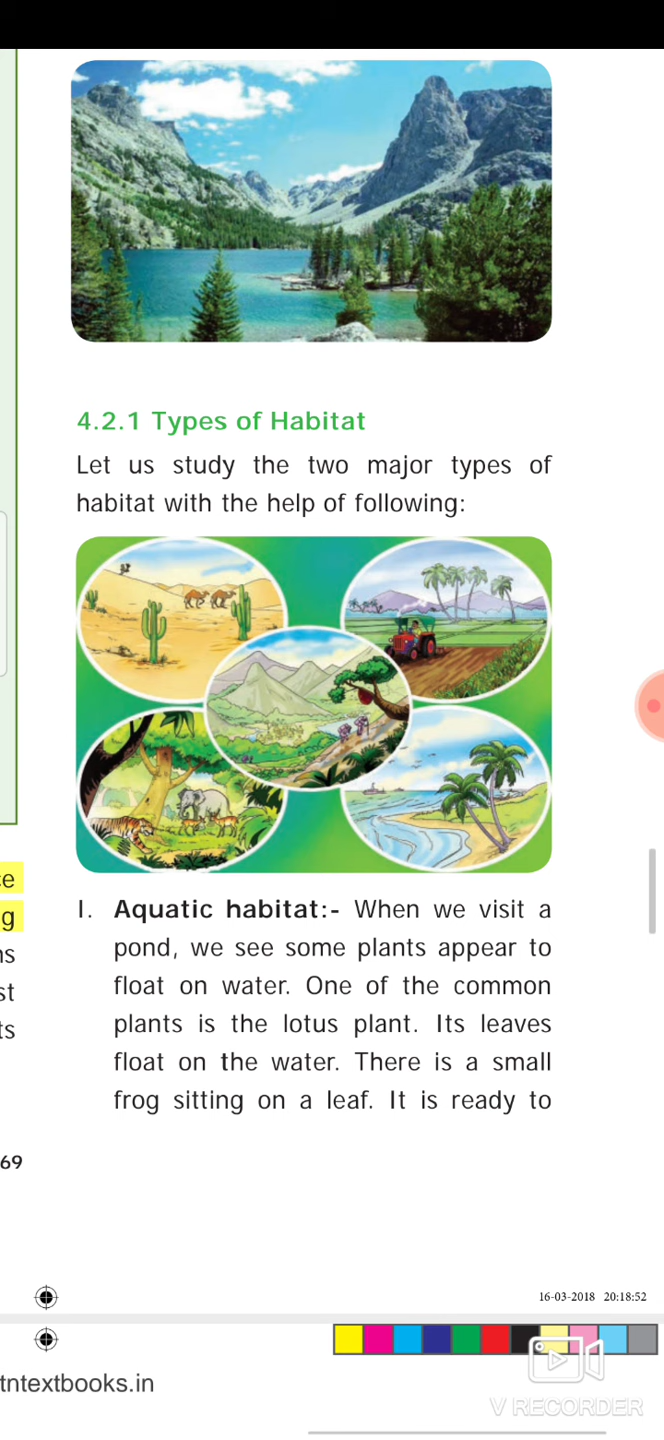 4.2.1 Types of Habitat
Let us study the two major types of
habitat with the help of following:
I. Aquatic habitat:- When we visit a
pond, we see some plants appear to
float on water. One of the common
plants is the lotus plant. Its leaves
float on the water. There is a small
frog sitting on a leaf. It is ready to
e
g
st
ts
69
16-03-2018 20:18:52
tntextbooks.in
V RECORDER